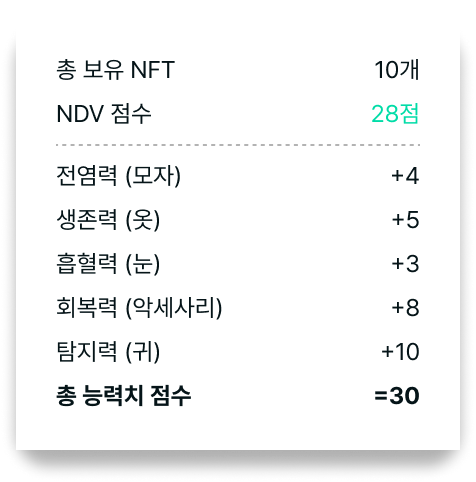 총 보유 NFT 10개
NDV 점수 28점
전염력 (모자) +4
생존력 (옷) +5
흡혈력 (눈) +3
회복력 (악세사리) +8
탐지력 (귀) +10
총 능력치 점수 =30